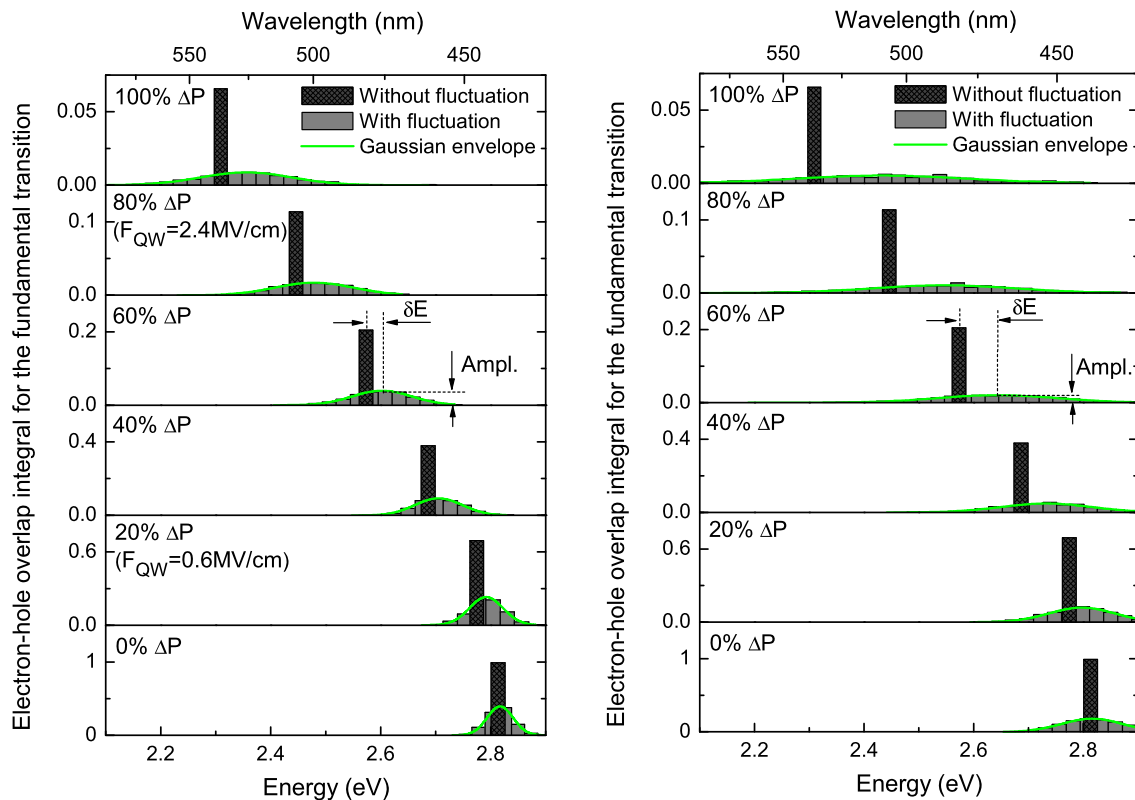 Wavelength (nm)
550 500 450
Electron-hole overlap integral for the fundamental transition
100% ΔP
Without fluctuation
With fluctuation
Gaussian envelope
0.05
0.00
80% ΔP
(F_QW=2.4MV/cm)
0.1
0.0
60% ΔP
δE
Ampl.
0.2
0.0
40% ΔP
0.4
0.0
20% ΔP
(F_QW=0.6MV/cm)
0.6
0.0
0% ΔP
1
0
2.2 2.4 2.6 2.8
Energy (eV)
Wavelength (nm)
550 500 450
Electron-hole overlap integral for the fundamental transition
100% ΔP
Without fluctuation
With fluctuation
Gaussian envelope
0.05
0.00
80% ΔP
0.1
0.0
60% ΔP
δE
Ampl.
0.2
0.0
40% ΔP
0.4
0.0
20% ΔP
0.6
0.0
0% ΔP
1
0
2.2 2.4 2.6 2.8
Energy (eV)